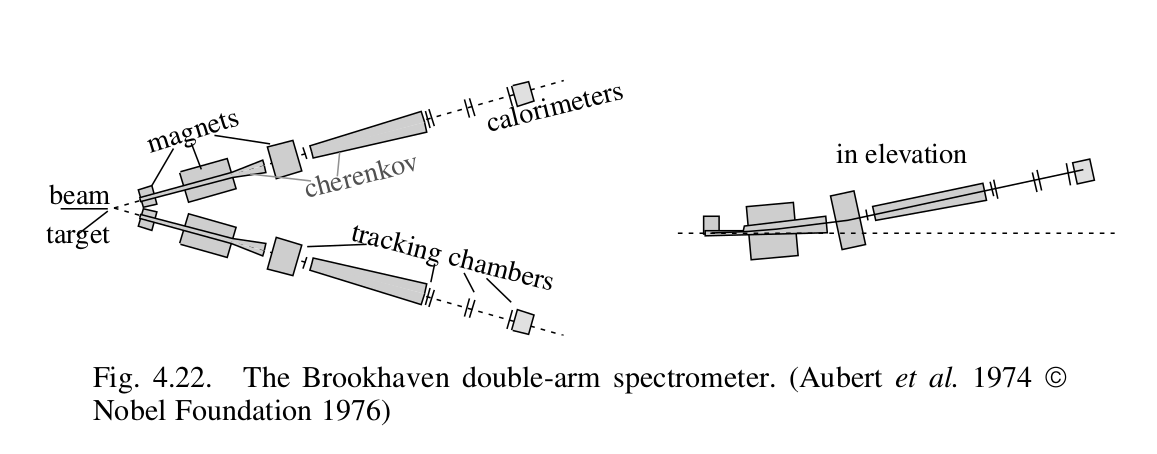 magnets
calorimeters
cherenkov
beam
target
tracking chambers
in elevation
Fig. 4.22. The Brookhaven double-arm spectrometer. (Aubert et al. 1974 ©
Nobel Foundation 1976)